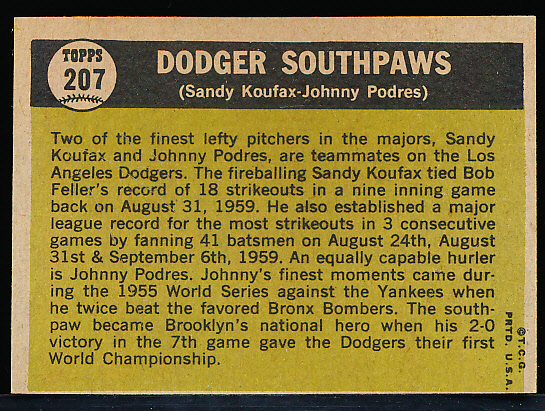 TOPPS
207
DODGER SOUTHPAWS
(Sandy Koufax-Johnny Podres)
Two of the finest lefty pitchers in the majors, Sandy
Koufax and Johnny Podres, are teammates on the Los
Angeles Dodgers. The fireballing Sandy Koufax tied Bob
Feller's record of 18 strikeouts in a nine inning game
back on August 31, 1959. He also established a major
league record for the most strikeouts in 3 consecutive
games by fanning 41 batsmen on August 24th, August
31st & September 6th, 1959. An equally capable hurler
is Johnny Podres. Johnny's finest moments came dur-
ing the 1955 World Series against the Yankees when
he twice beat the favored Bronx Bombers. The south-
paw became Brooklyn's national hero when his 2-0
victory in the 7th game gave the Dodgers their first
World Championship.
©T.C.G.
PRTD. U.S.A.